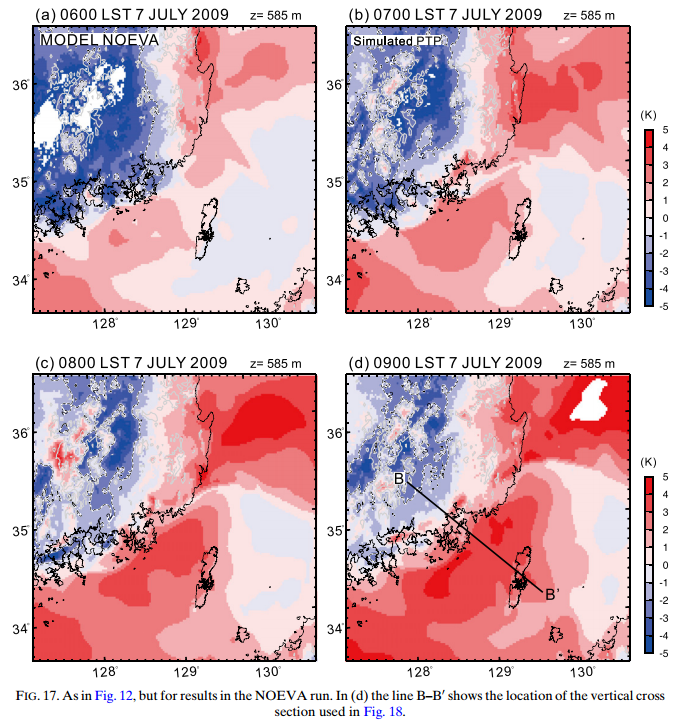 (a) 0600 LST 7 JULY 2009 z= 585 m
MODEL NOEVA
36°
35°
34°
128° 129° 130°
(b) 0700 LST 7 JULY 2009 z= 585 m
Simulated PTP
36°
35°
34°
128° 129° 130°
(K)
5
4
3
2
1
0
-1
-2
-3
-4
-5
(c) 0800 LST 7 JULY 2009 z= 585 m
36°
35°
34°
128° 129° 130°
(d) 0900 LST 7 JULY 2009 z= 585 m
36°
35°
34°
B
B'
128° 129° 130°
(K)
5
4
3
2
1
0
-1
-2
-3
-4
-5
FIG. 17. As in Fig. 12, but for results in the NOEVA run. In (d) the line B–B′ shows the location of the vertical cross
section used in Fig. 18.